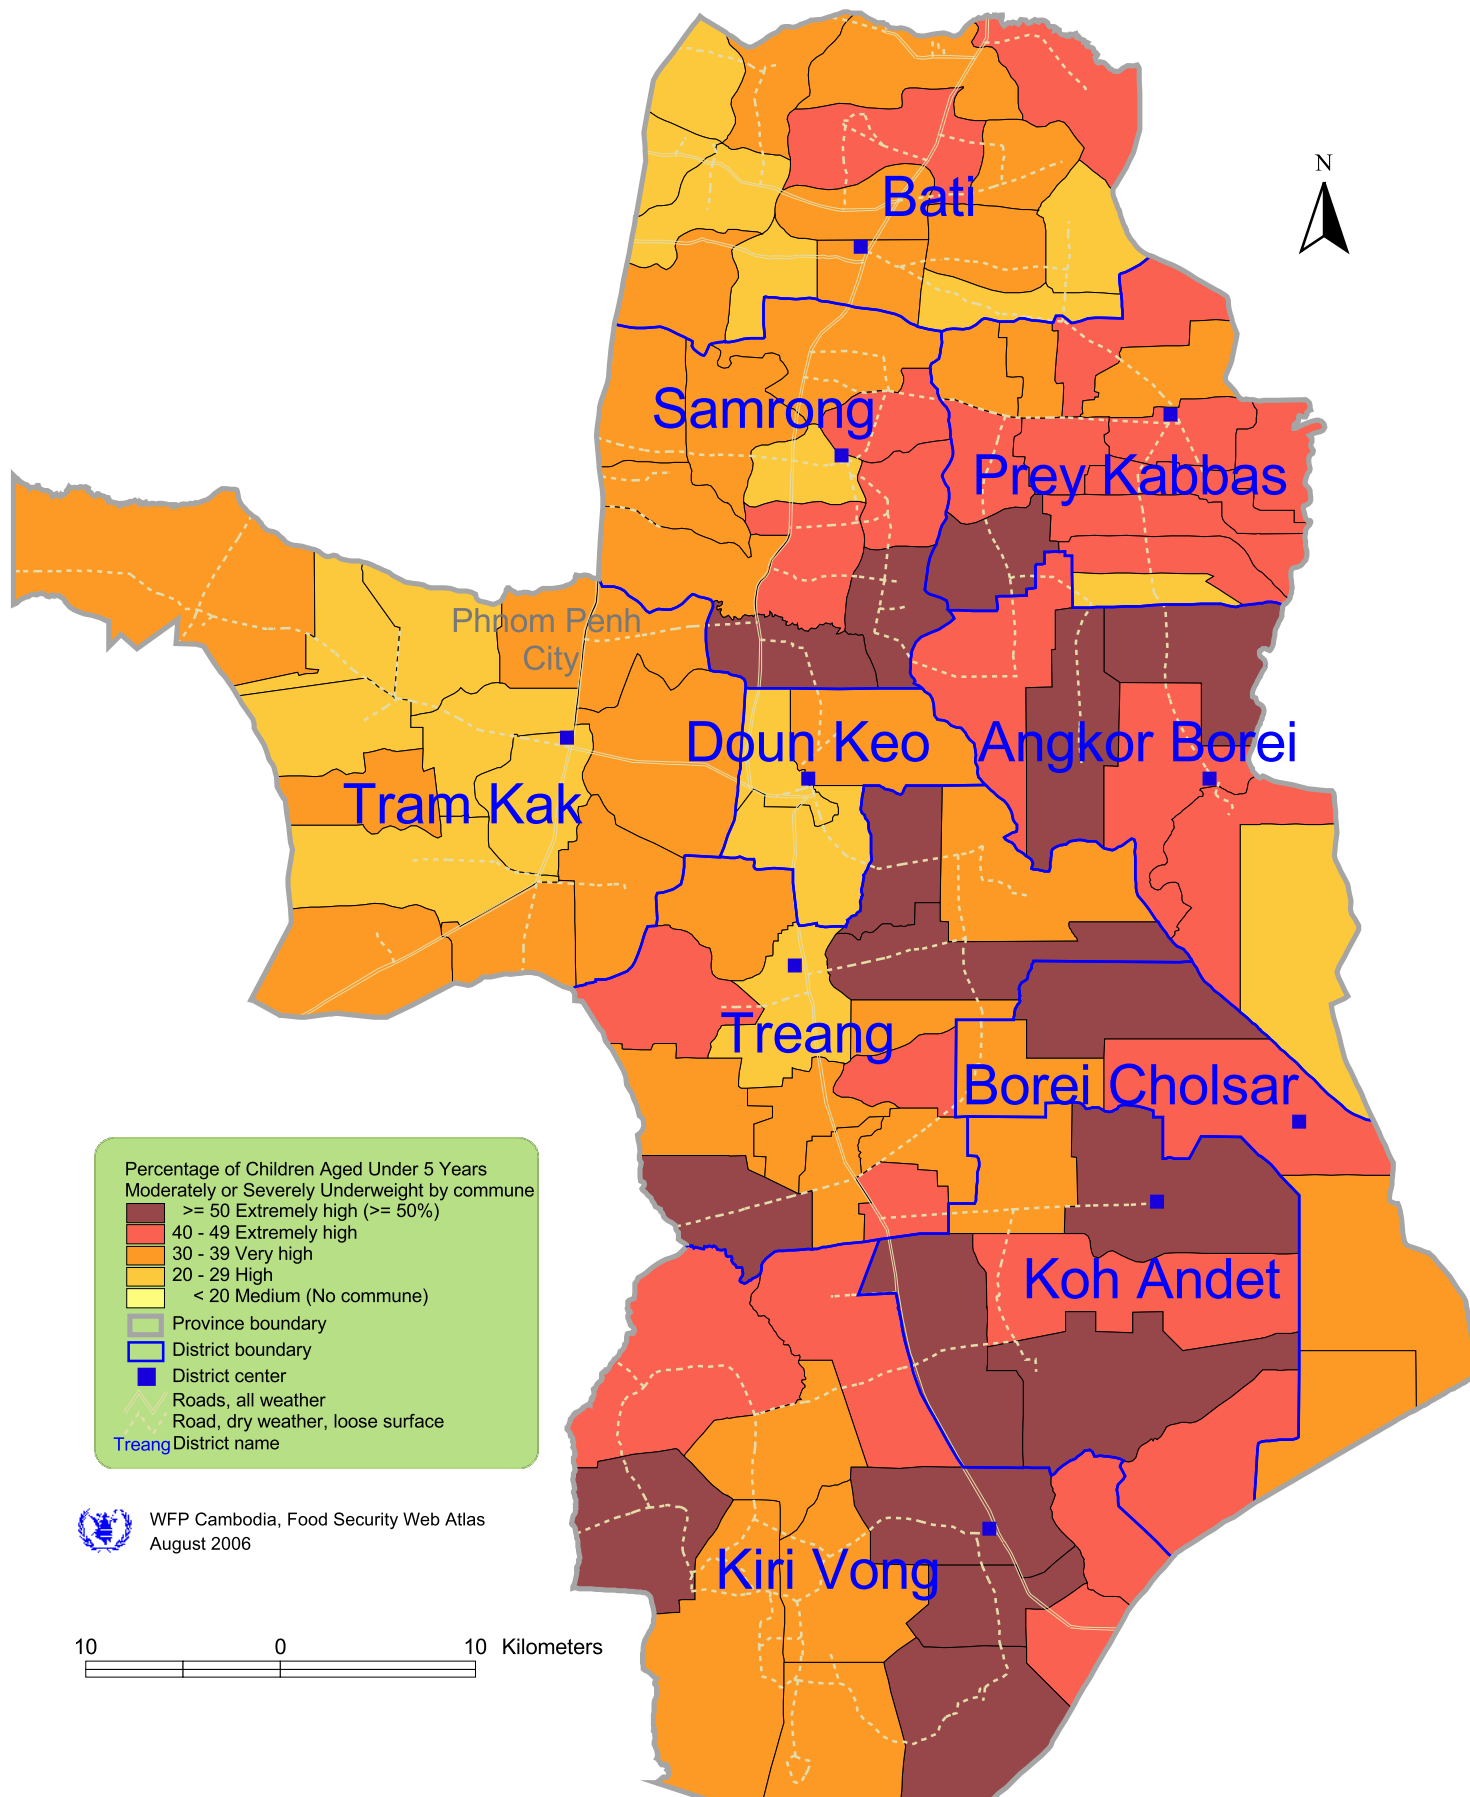 N
Bati
Samrong
Prey Kabbas
Phnom Penh
City
Doun Keo
Angkor Borei
Tram Kak
Treang
Borei Cholsar
Koh Andet
Kiri Vong
Percentage of Children Aged Under 5 Years
Moderately or Severely Underweight by commune
>= 50 Extremely high (>= 50%)
40 - 49 Extremely high
30 - 39 Very high
20 - 29 High
< 20 Medium (No commune)
Province boundary
District boundary
District center
Roads, all weather
Road, dry weather, loose surface
Treang District name
WFP Cambodia, Food Security Web Atlas
August 2006
10 0 10 Kilometers